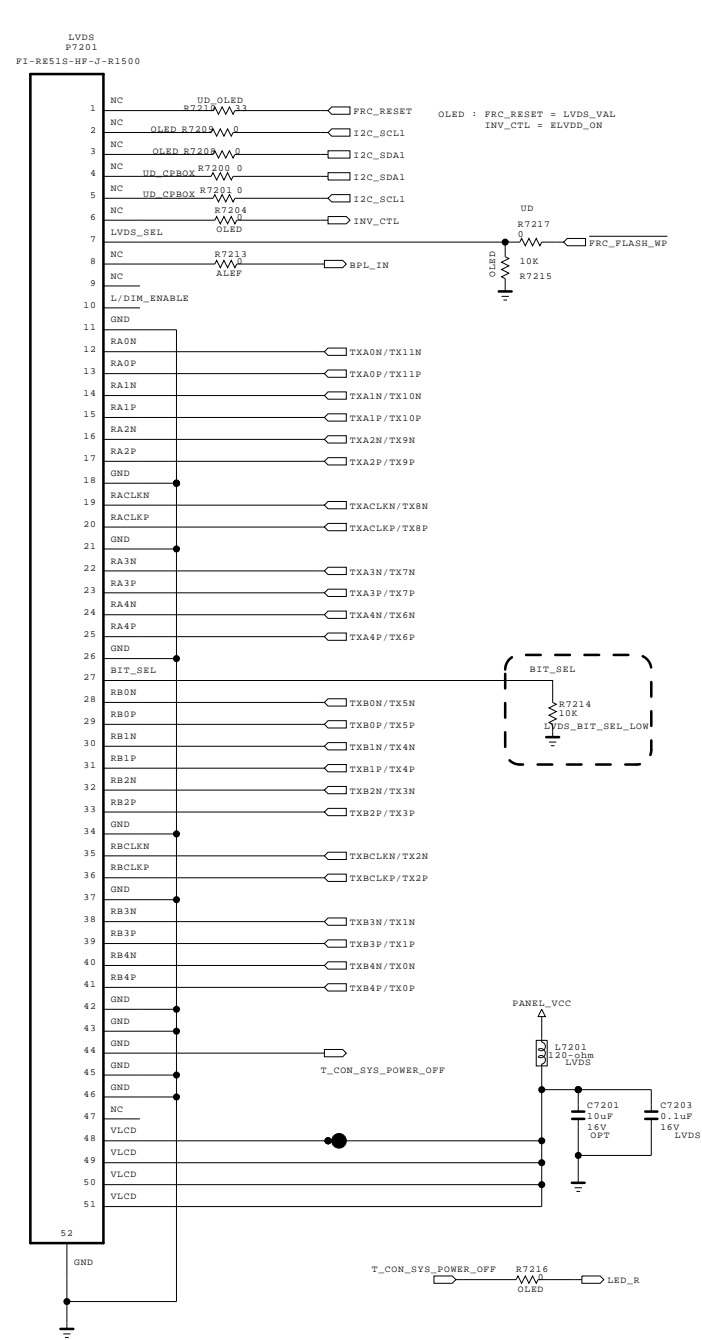 LVDS
P7201
FI-RE51S-HF-J-R1500
1 NC UD_OLED R7210 33 FRC_RESET
2 NC OLED R7209 0 I2C_SCL1
3 NC OLED R7208 0 I2C_SDA1
4 NC UD_CPBOX R7200 0 I2C_SDA1
5 NC UD_CPBOX R7201 0 I2C_SCL1
6 NC R7204 0 OLED INV_CTL
OLED : FRC_RESET = LVDS_VAL
INV_CTL = ELVDD_ON
7 LVDS_SEL
UD
R7217
0
FRC_FLASH_WP
OLED
10K
R7215
8 NC R7213 0 ALEF BPL_IN
9 NC
10 L/DIM_ENABLE
11 GND
12 RA0N TXA0N/TX11N
13 RA0P TXA0P/TX11P
14 RA1N TXA1N/TX10N
15 RA1P TXA1P/TX10P
16 RA2N TXA2N/TX9N
17 RA2P TXA2P/TX9P
18 GND
19 RACLKN TXACLKN/TX8N
20 RACLKP TXACLKP/TX8P
21 GND
22 RA3N TXA3N/TX7N
23 RA3P TXA3P/TX7P
24 RA4N TXA4N/TX6N
25 RA4P TXA4P/TX6P
26 GND
27 BIT_SEL
BIT_SEL
R7214
10K
LVDS_BIT_SEL_LOW
28 RB0N TXB0N/TX5N
29 RB0P TXB0P/TX5P
30 RB1N TXB1N/TX4N
31 RB1P TXB1P/TX4P
32 RB2N TXB2N/TX3N
33 RB2P TXB2P/TX3P
34 GND
35 RBCLKN TXBCLKN/TX2N
36 RBCLKP TXBCLKP/TX2P
37 GND
38 RB3N TXB3N/TX1N
39 RB3P TXB3P/TX1P
40 RB4N TXB4N/TX0N
41 RB4P TXB4P/TX0P
42 GND
43 GND
44 GND
T_CON_SYS_POWER_OFF
45 GND
46 GND
47 NC
48 VLCD
49 VLCD
50 VLCD
51 VLCD
PANEL_VCC
L7201
120-ohm
LVDS
C7201
10uF
16V
OPT
C7203
0.1uF
16V
LVDS
52
GND
T_CON_SYS_POWER_OFF R7216 0 OLED LED_R